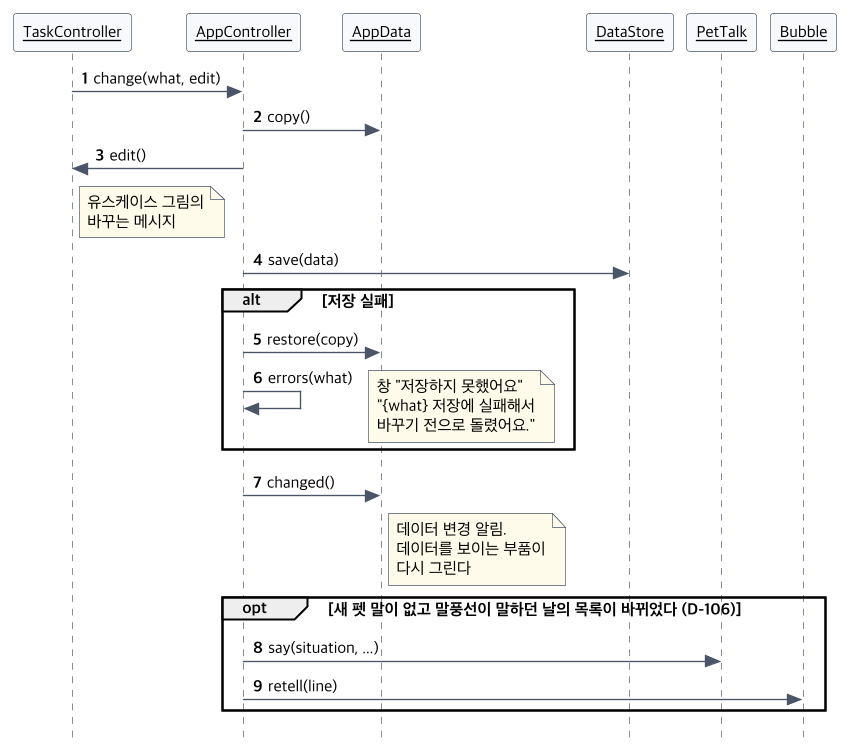 TaskController
AppController
AppData
DataStore
PetTalk
Bubble
1 change(what, edit)
2 copy()
3 edit()
유스케이스 그림의
바꾸는 메시지
4 save(data)
alt [저장 실패]
5 restore(copy)
6 errors(what)
창 "저장하지 못했어요"
"{what} 저장에 실패해서
바꾸기 전으로 돌렸어요."
7 changed()
데이터 변경 알림.
데이터를 보이는 부품이
다시 그린다
opt [새 펫 말이 없고 말풍선이 말하던 날의 목록이 바뀌었다 (D-106)]
8 say(situation, ...)
9 retell(line)